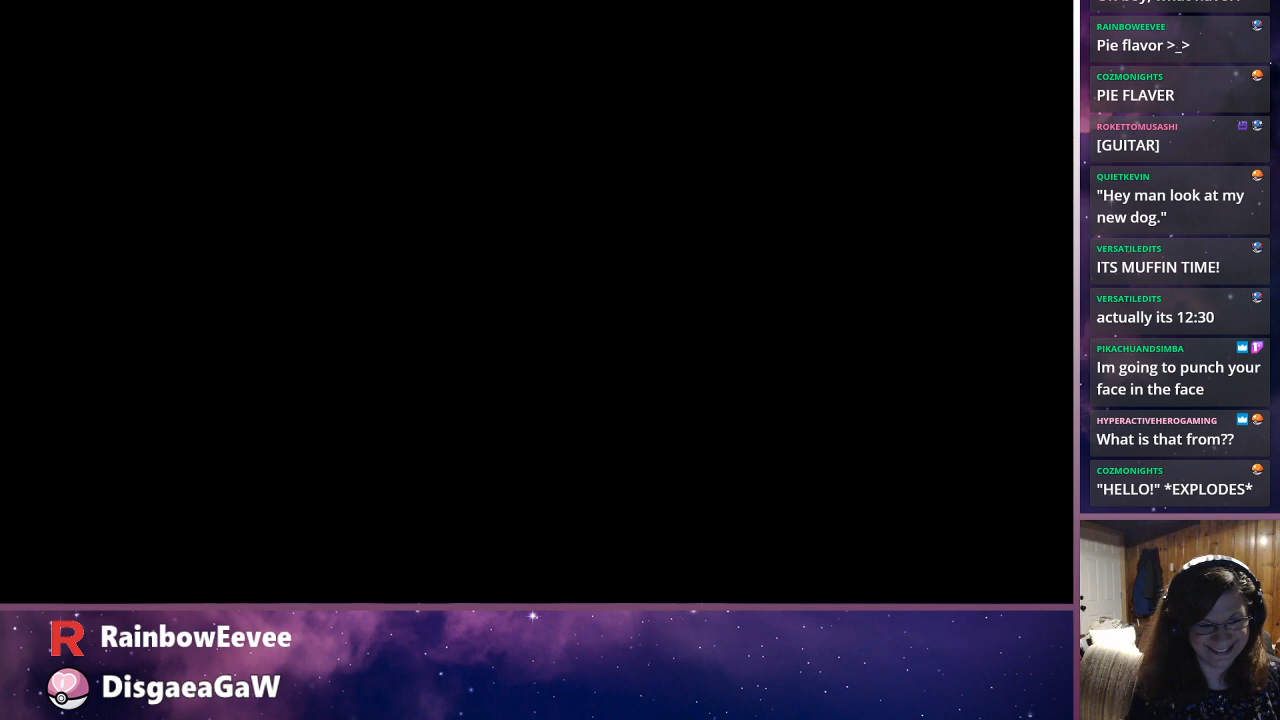 RAINBOWEEVEE
Pie flavor >_>
COZMONIGHTS
PIE FLAVER
ROKETTOMUSASHI
[GUITAR]
QUIETKEVIN
"Hey man look at my
new dog."
VERSATILEDITS
ITS MUFFIN TIME!
VERSATILEDITS
actually its 12:30
PIKACHUANDSIMBA
Im going to punch your
face in the face
HYPERACTIVEHEROGAMING
What is that from??
COZMONIGHTS
"HELLO!" *EXPLODES*
R RainbowEevee
DisgaeaGaW